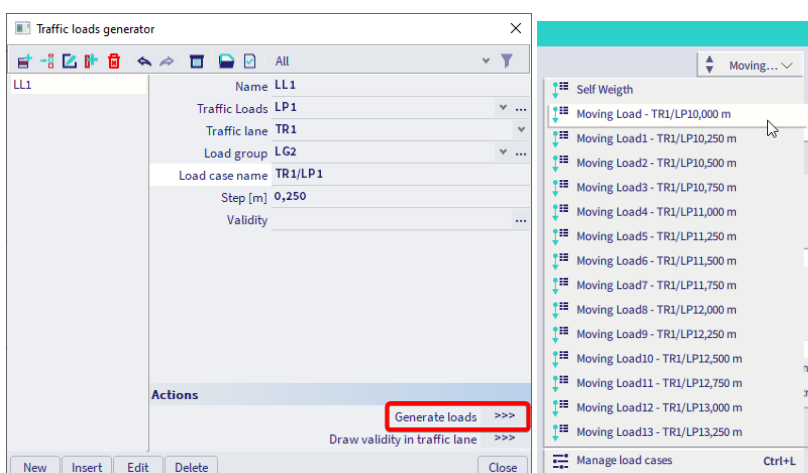 Traffic loads generator
All
LL1
Name LL1
Traffic Loads LP1
Traffic lane TR1
Load group LG2
Load case name TR1/LP1
Step [m] 0,250
Validity
Actions
Generate loads >>>
Draw validity in traffic lane >>>
New Insert Edit Delete Close
Moving...
Self Weigth
Moving Load - TR1/LP10,000 m
Moving Load1 - TR1/LP10,250 m
Moving Load2 - TR1/LP10,500 m
Moving Load3 - TR1/LP10,750 m
Moving Load4 - TR1/LP11,000 m
Moving Load5 - TR1/LP11,250 m
Moving Load6 - TR1/LP11,500 m
Moving Load7 - TR1/LP11,750 m
Moving Load8 - TR1/LP12,000 m
Moving Load9 - TR1/LP12,250 m
Moving Load10 - TR1/LP12,500 m
Moving Load11 - TR1/LP12,750 m
Moving Load12 - TR1/LP13,000 m
Moving Load13 - TR1/LP13,250 m
Manage load cases Ctrl+L